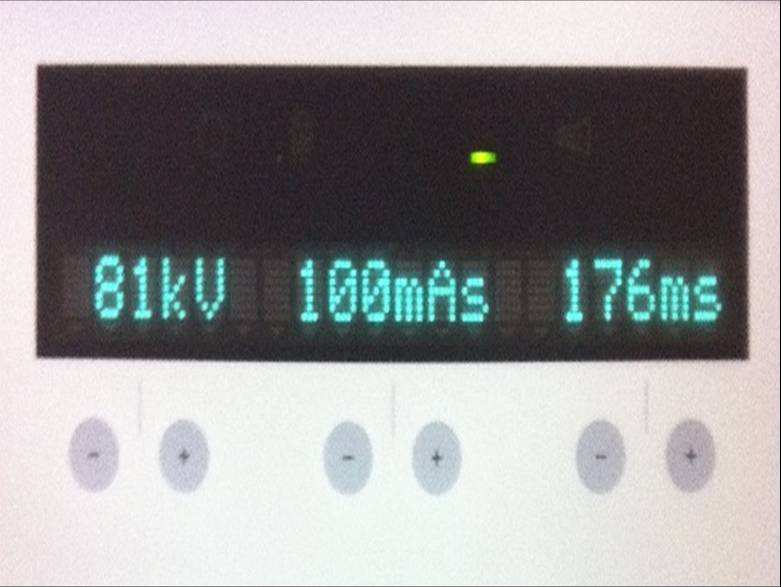 81kV 100mAs 176ms
- + - + - +